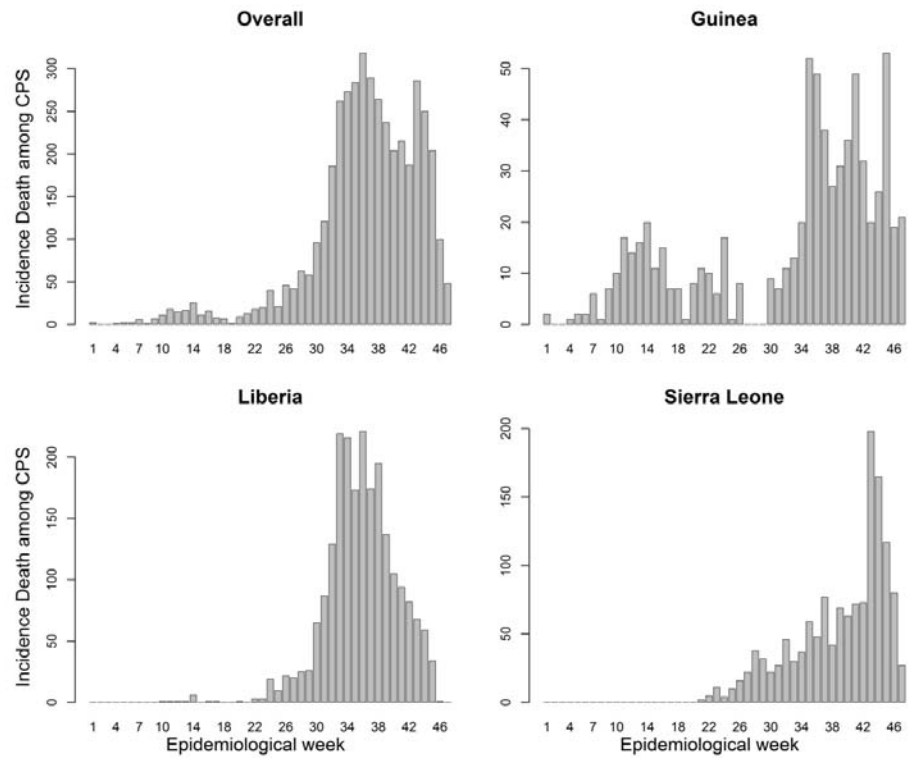 Overall
Incidence Death among CPS
0 50 100 150 200 250 300
1 4 7 10 14 18 22 26 30 34 38 42 46
Guinea
0 10 20 30 40 50
1 4 7 10 14 18 22 26 30 34 38 42 46
Liberia
Incidence Death among CPS
0 50 100 150 200
1 4 7 10 14 18 22 26 30 34 38 42 46
Epidemiological week
Sierra Leone
0 50 100 150 200
1 4 7 10 14 18 22 26 30 34 38 42 46
Epidemiological week